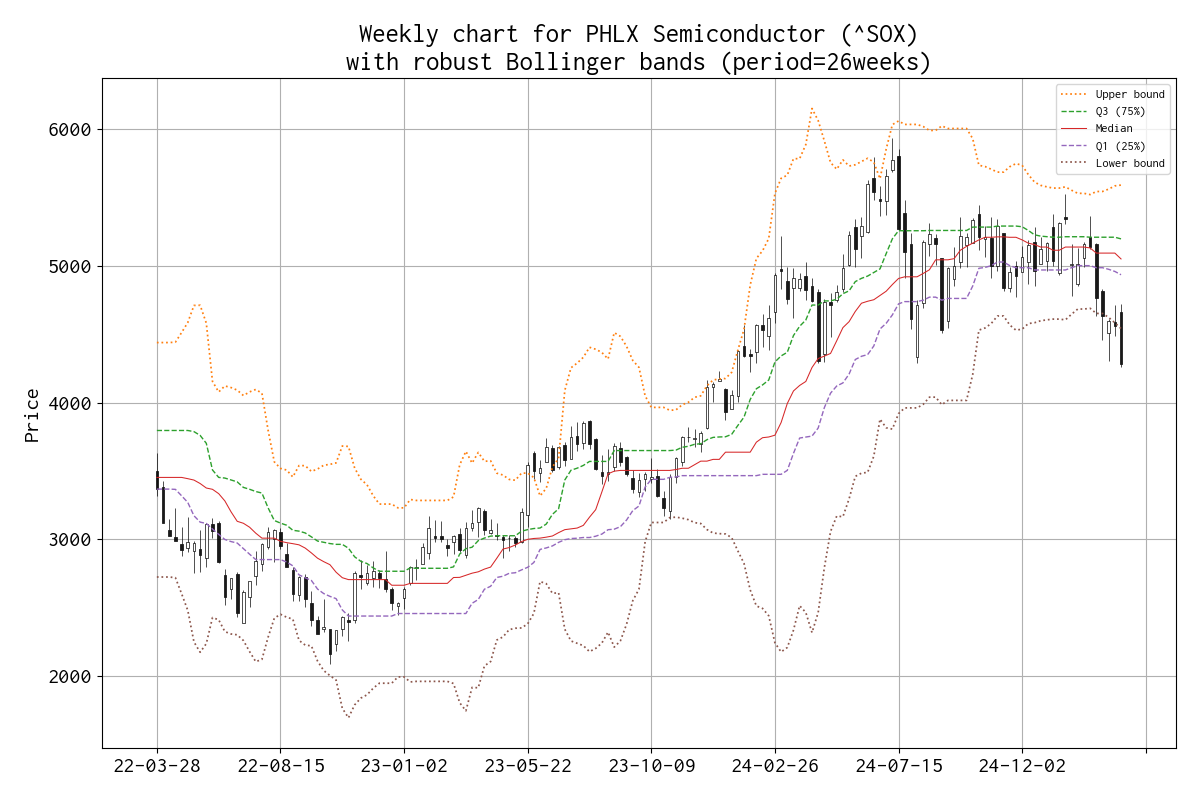 Weekly chart for PHLX Semiconductor (^SOX)
with robust Bollinger bands (period=26weeks)
Upper bound
Q3 (75%)
Median
Q1 (25%)
Lower bound
Price
6000
5000
4000
3000
2000
22-03-28
22-08-15
23-01-02
23-05-22
23-10-09
24-02-26
24-07-15
24-12-02